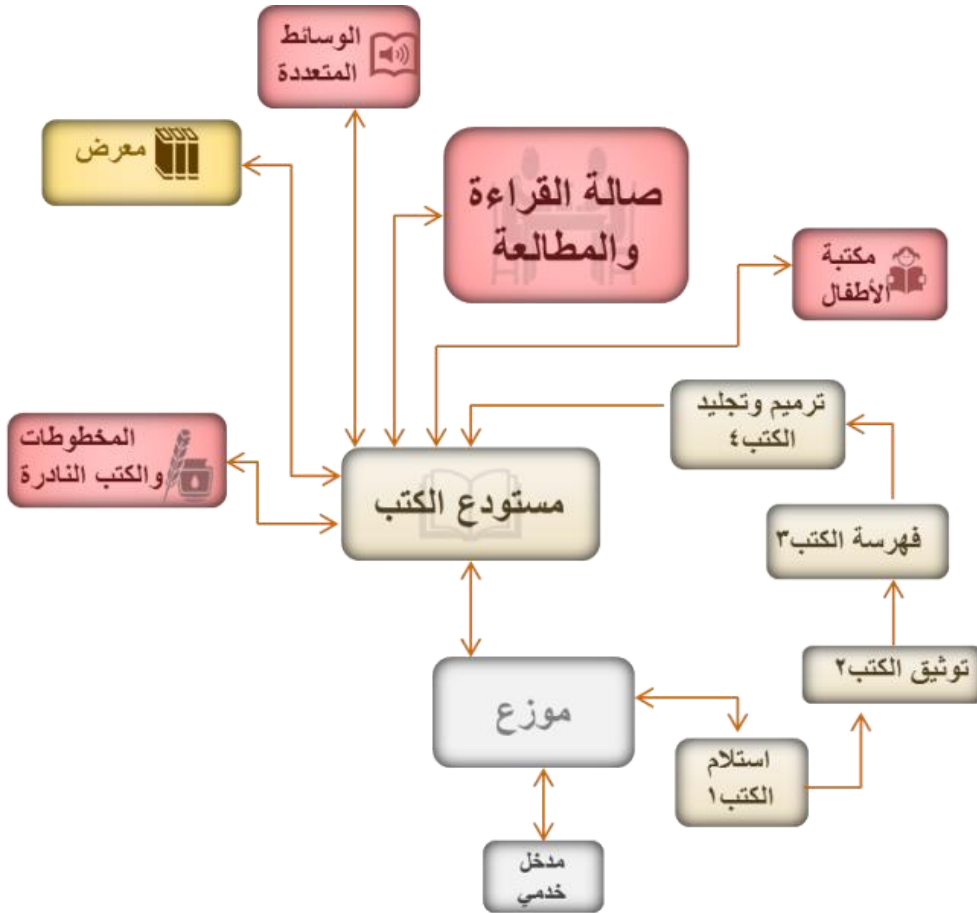 الوسائط
المتعددة
معرض
صالة القراءة
والمطالعة
مكتبة
الأطفال
ترميم وتجليد
الكتب٤
المخطوطات
والكتب النادرة
مستودع الكتب
فهرسة الكتب٣
توثيق الكتب٢
موزع
استلام
الكتب١
مدخل
خدمي